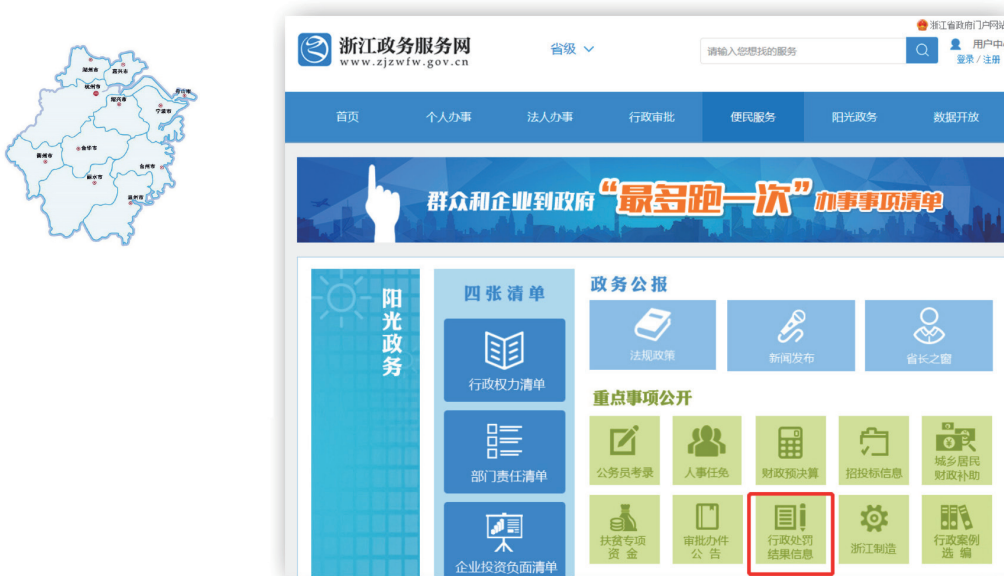 湖州市
嘉兴市
杭州市
绍兴市
舟山市
宁波市
金华市
衢州市
台州市
丽水市
温州市
浙江省政府门户网站
浙江政务服务网
www.zjzwfw.gov.cn
省级
请输入您想找的服务
用户中心
登录 / 注册
首页
个人办事
法人办事
行政审批
便民服务
阳光政务
数据开放
群众和企业到政府“最多跑一次”办事事项清单
阳光政务
四张清单
行政权力清单
部门责任清单
企业投资负面清单
政务公报
法规政策
新闻发布
省长之窗
重点事项公开
公务员考录
人事任免
财政预决算
招投标信息
城乡居民
财政补助
扶贫专项
资 金
审批办件
公 告
行政处罚
结果信息
浙江制造
行政案例
选 编